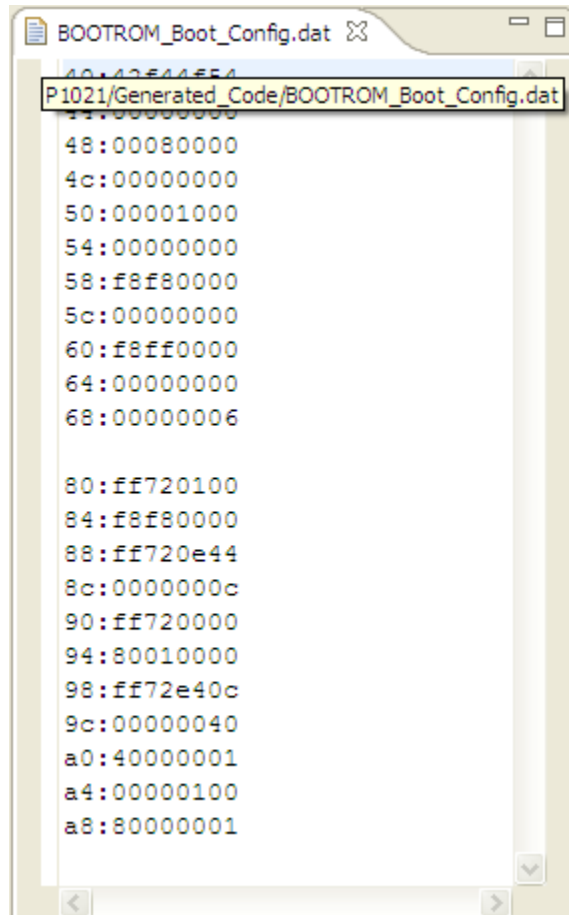 BOOTROM_Boot_Config.dat
P1021/Generated_Code/BOOTROM_Boot_Config.dat
48:00080000
4c:00000000
50:00001000
54:00000000
58:f8f80000
5c:00000000
60:f8ff0000
64:00000000
68:00000006
80:ff720100
84:f8f80000
88:ff720e44
8c:0000000c
90:ff720000
94:80010000
98:ff72e40c
9c:00000040
a0:40000001
a4:00000100
a8:80000001